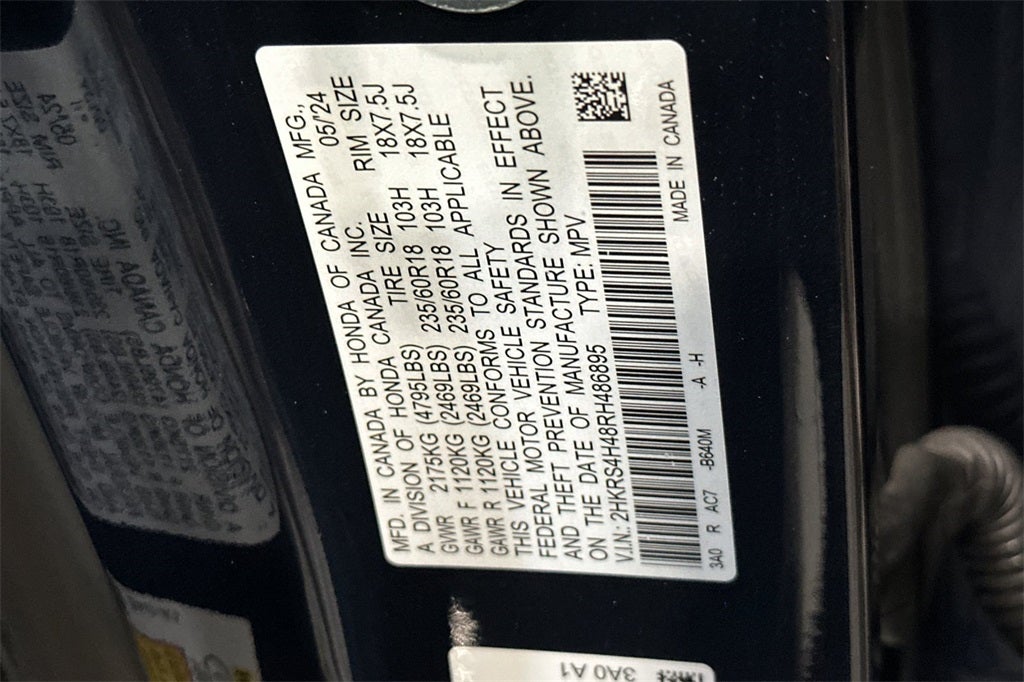 MFD. IN CANADA BY HONDA OF CANADA MFG.,
A DIVISION OF HONDA CANADA INC. 05/24
GVWR 2175KG (4795LBS) TIRE SIZE RIM SIZE
GAWR F 1120KG (2469LBS) 235/60R18 103H 18X7.5J
GAWR R 1120KG (2469LBS) 235/60R18 103H 18X7.5J
THIS VEHICLE CONFORMS TO ALL APPLICABLE
FEDERAL MOTOR VEHICLE SAFETY
AND THEFT PREVENTION STANDARDS IN EFFECT
ON THE DATE OF MANUFACTURE SHOWN ABOVE.
V.I.N.: 2HKRS4H48RH486895 TYPE: MPV
3A0 R AC7 -B640M -A -H MADE IN CANADA
3A0 A1